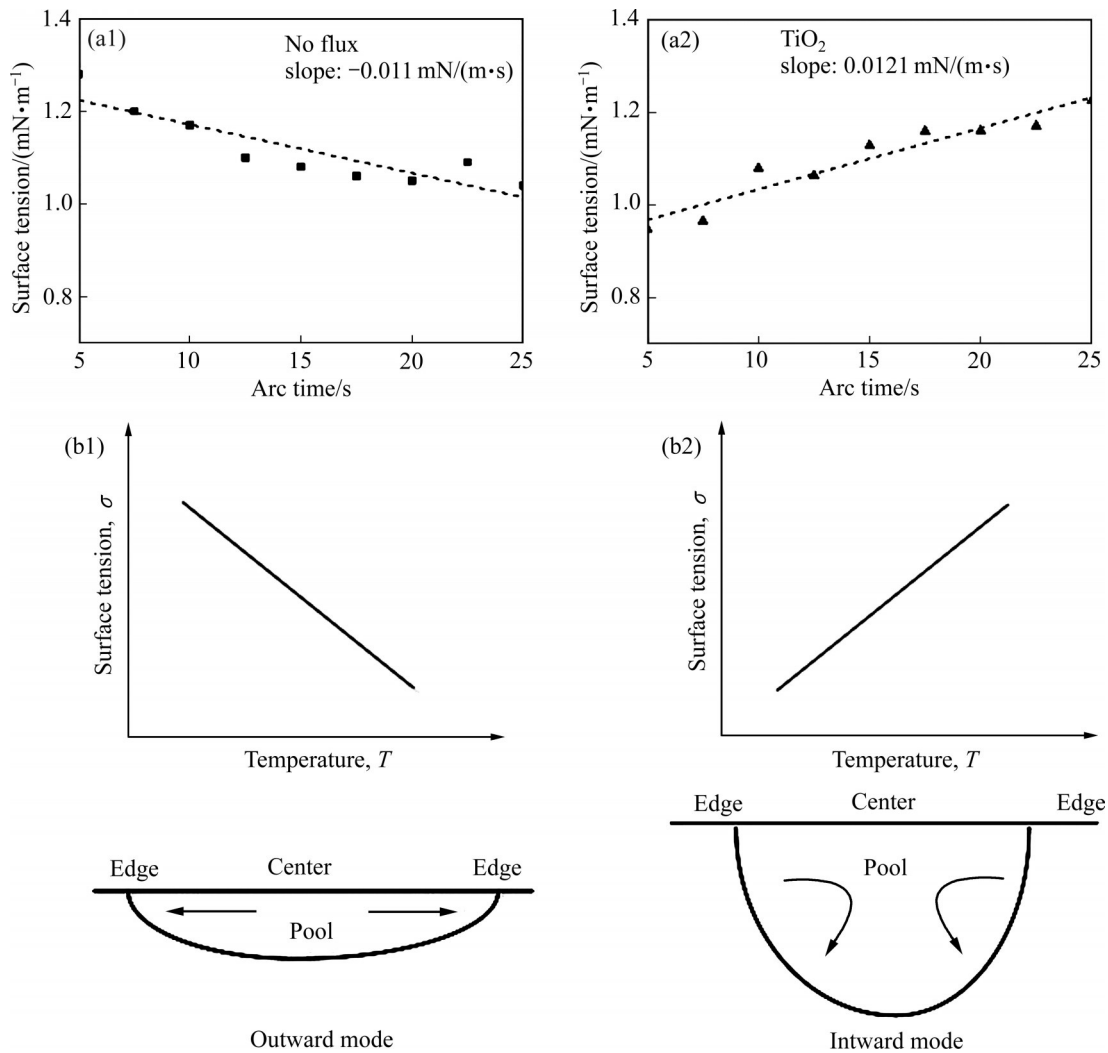 (a1)
No flux
slope: −0.011 mN/(m•s)
1.4
1.2
1.0
0.8
Surface tension/(mN•m⁻¹)
5
10
15
20
25
Arc time/s
(a2)
TiO₂
slope: 0.0121 mN/(m•s)
1.4
1.2
1.0
0.8
Surface tension/(mN•m⁻¹)
5
10
15
20
25
Arc time/s
(b1)
Surface tension, σ
Temperature, T
Edge
Center
Edge
Pool
Outward mode
(b2)
Surface tension, σ
Temperature, T
Edge
Center
Edge
Pool
Intward mode